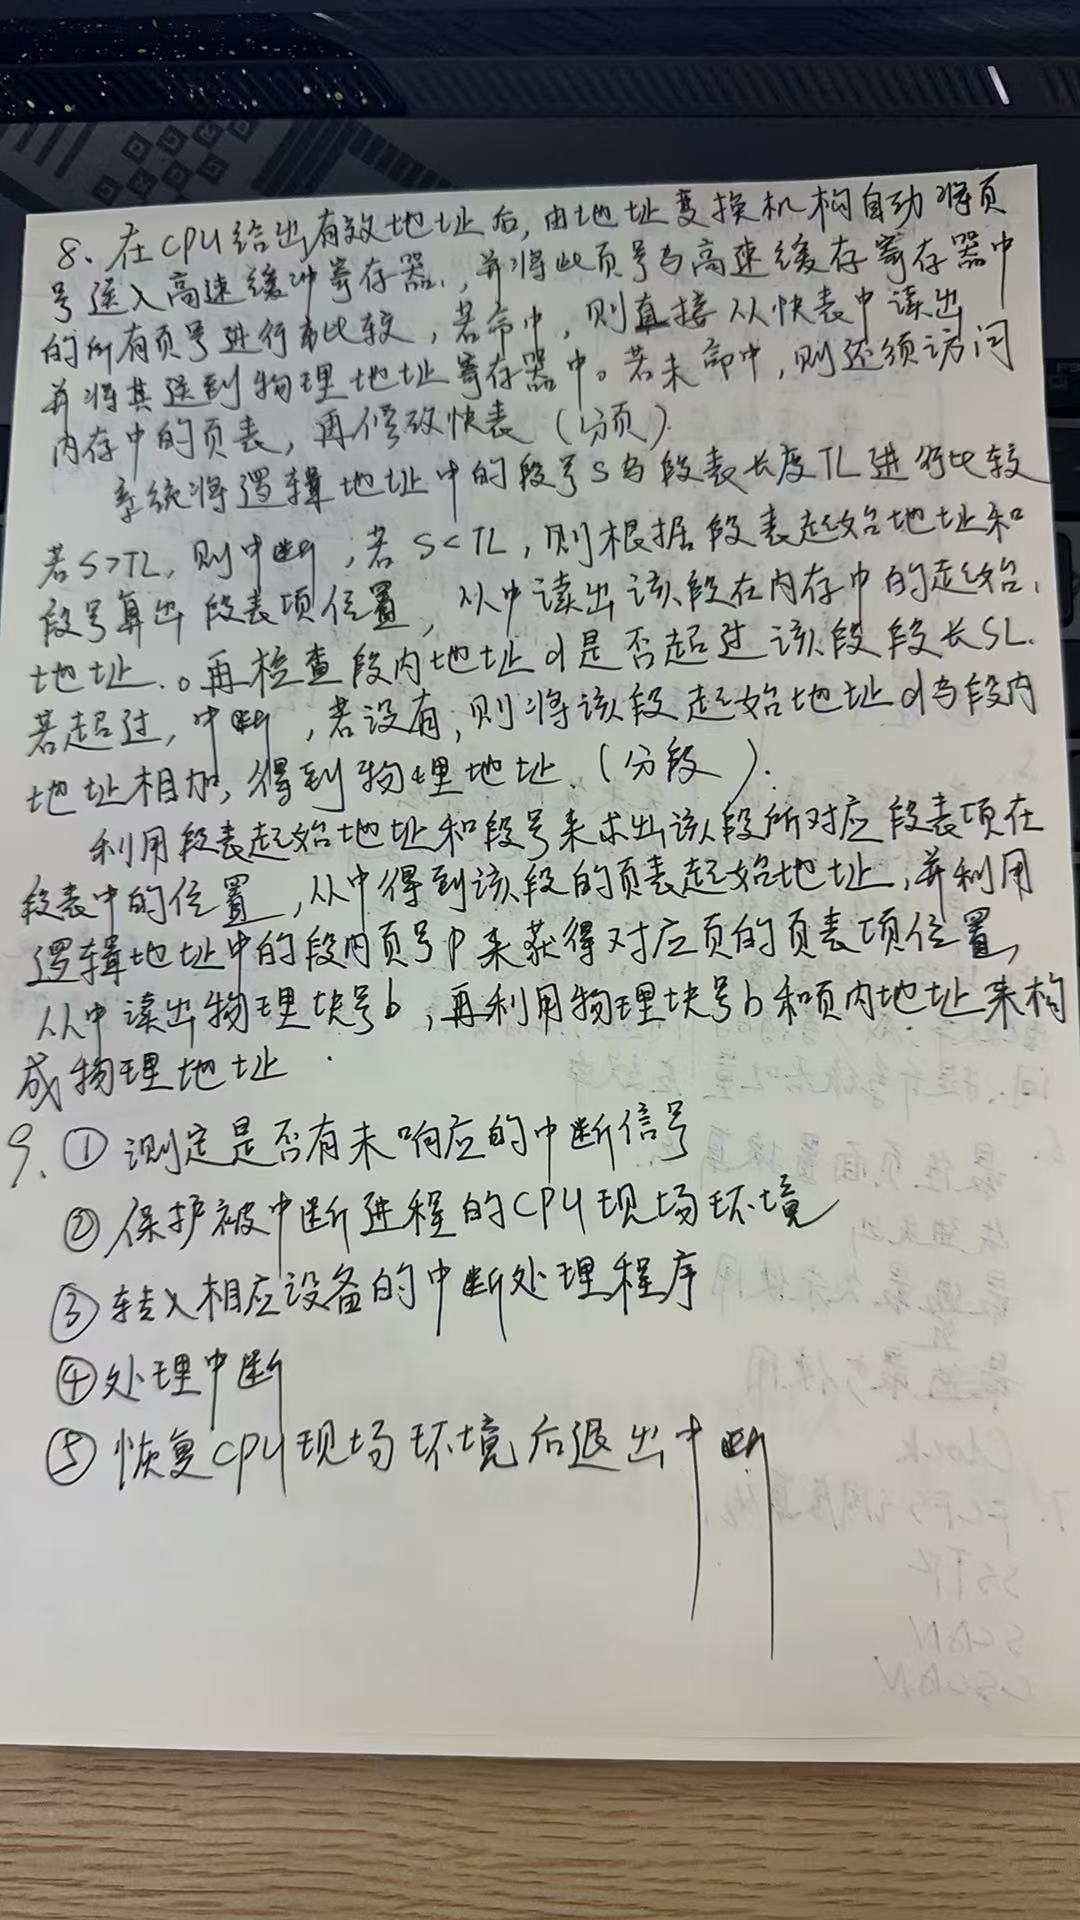 8、在CPU给出有效地址后,由地址变换机构自动将页
号送入高速缓冲寄存器,并将此页号与高速缓存寄存器中
的所有页号进行比较,若命中,则直接从快表中读出
并将其送到物理地址寄存器中。若未命中,则还须访问
内存中的页表,再修改快表(分页).
系统将逻辑地址中的段号S与段表长度TL进行比较
若S>TL,则中断,若S<TL,则根据段表起始地址和
段号算出段表项位置,从中读出该段在内存中的起始
地址。再检查段内地址d是否超过该段段长SL.
若超过,中断,若没有,则将该段起始地址d与段内
地址相加,得到物理地址.(分段).
利用段表起始地址和段号来求出该段所对应段表项在
段表中的位置,从中得到该段的页表起始地址,并利用
逻辑地址中的段内页号P来获得对应页的页表项位置,
从中读出物理块号b,再利用物理块号b和页内地址来构
成物理地址.
9、①测定是否有未响应的中断信号
②保护被中断进程的CPU现场环境
③转入相应设备的中断处理程序
④处理中断
⑤恢复CPU现场环境后退出中断